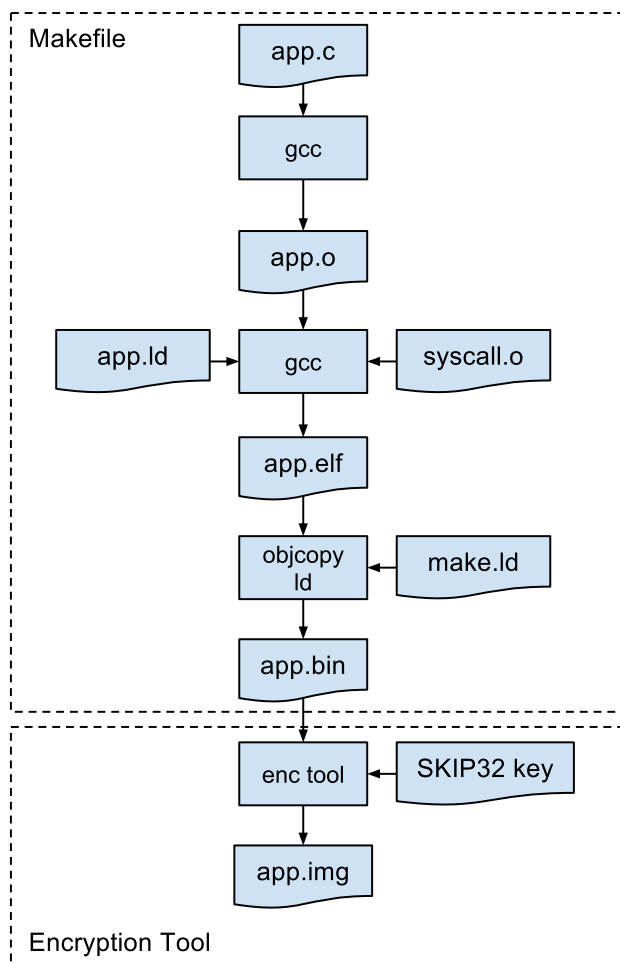 Makefile
app.c
gcc
app.o
app.ld
gcc
syscall.o
app.elf
objcopy
ld
make.ld
app.bin
enc tool
SKIP32 key
app.img
Encryption Tool